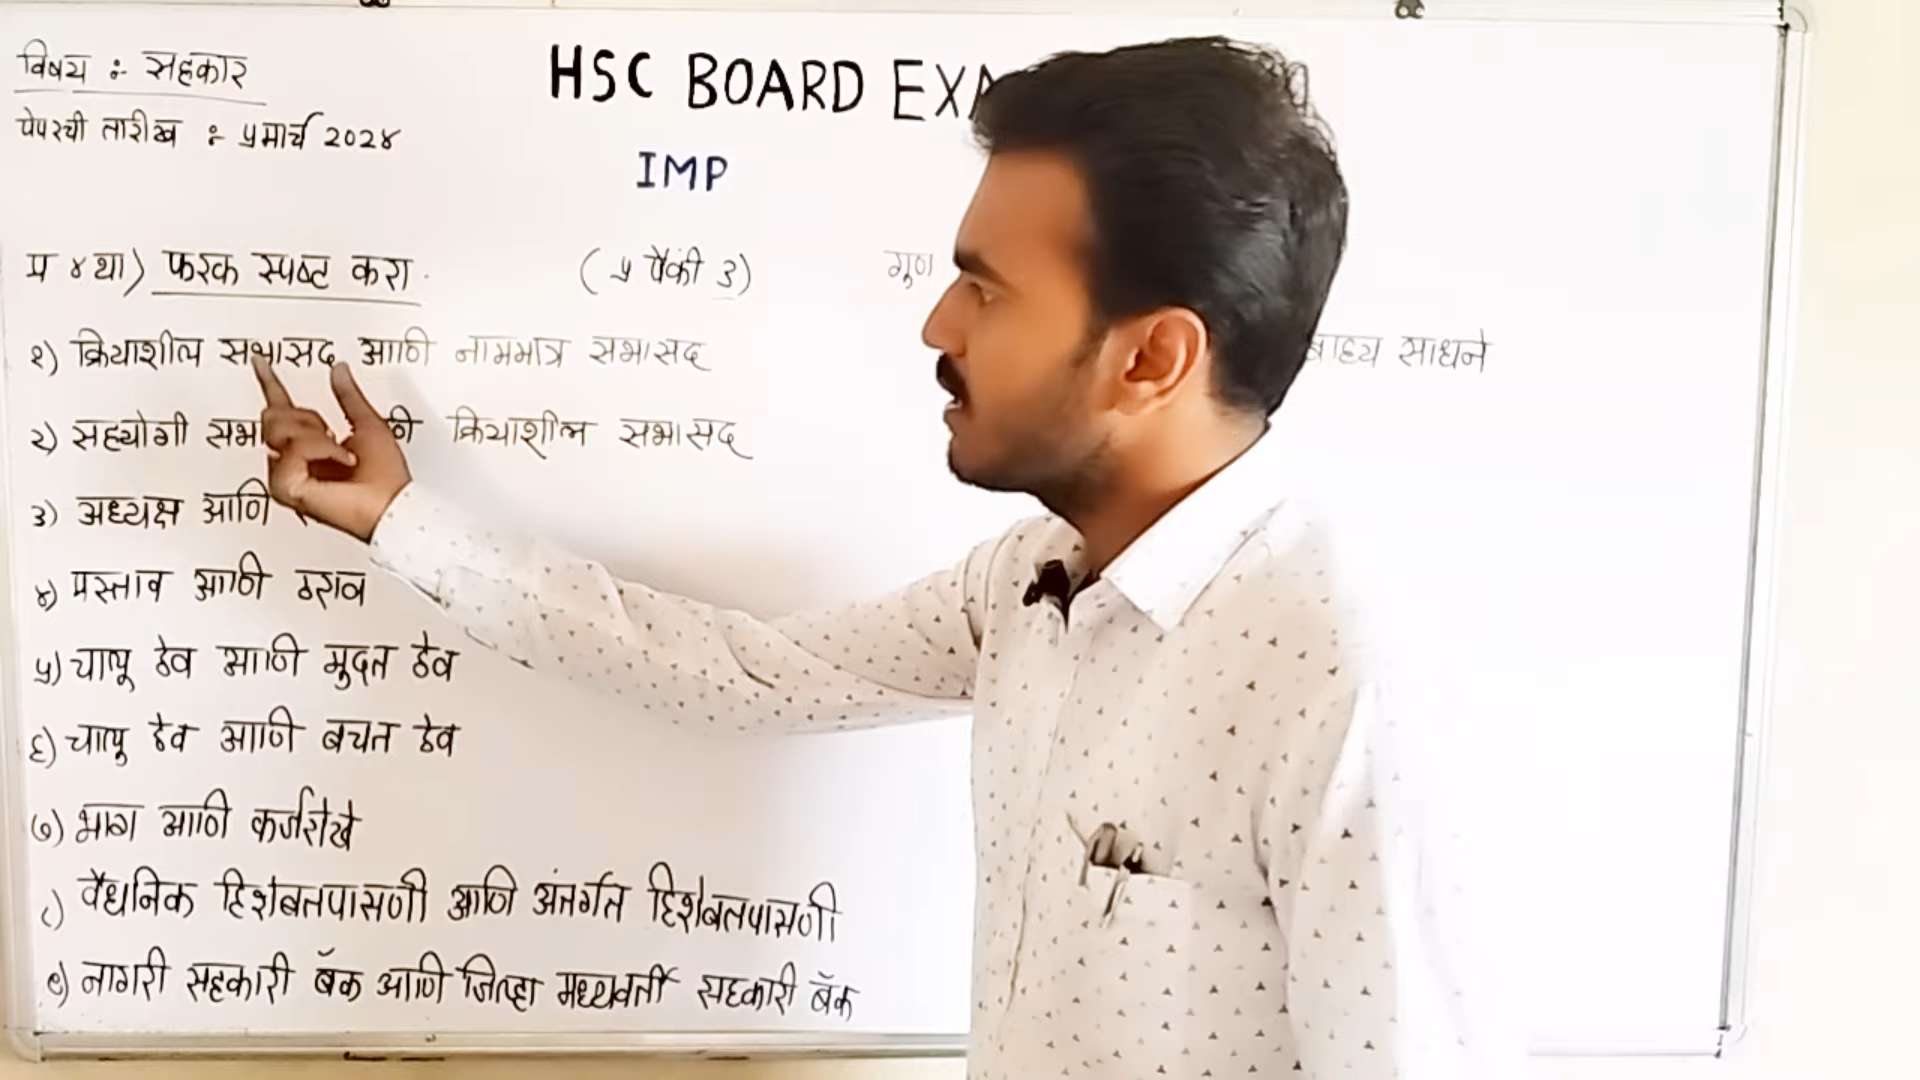 विषय :- सहकार
पेपरची तारीख :- ५ मार्च २०२४
HSC BOARD EXA
IMP
प्र ४ था) फरक स्पष्ट करा. (५ पैकी ३) गुण
१) क्रियाशील सभासद आणि नाममात्र सभासद
बाह्य साधने
२) सहयोगी क्रियाशील सभासद
३) अध्यक्ष आणि
४) प्रस्ताव आणि ठराव
५) चालू ठेव आणि मुदत ठेव
६) चालू ठेव आणि बचत ठेव
७) भाग आणि कर्जरोखे
८) वैधनिक हिशेबतपासणी आणि अंतर्गत हिशेबतपासणी
९) नागरी सहकारी बँक आणि जिल्हा मध्यवर्ती सहकारी बँक